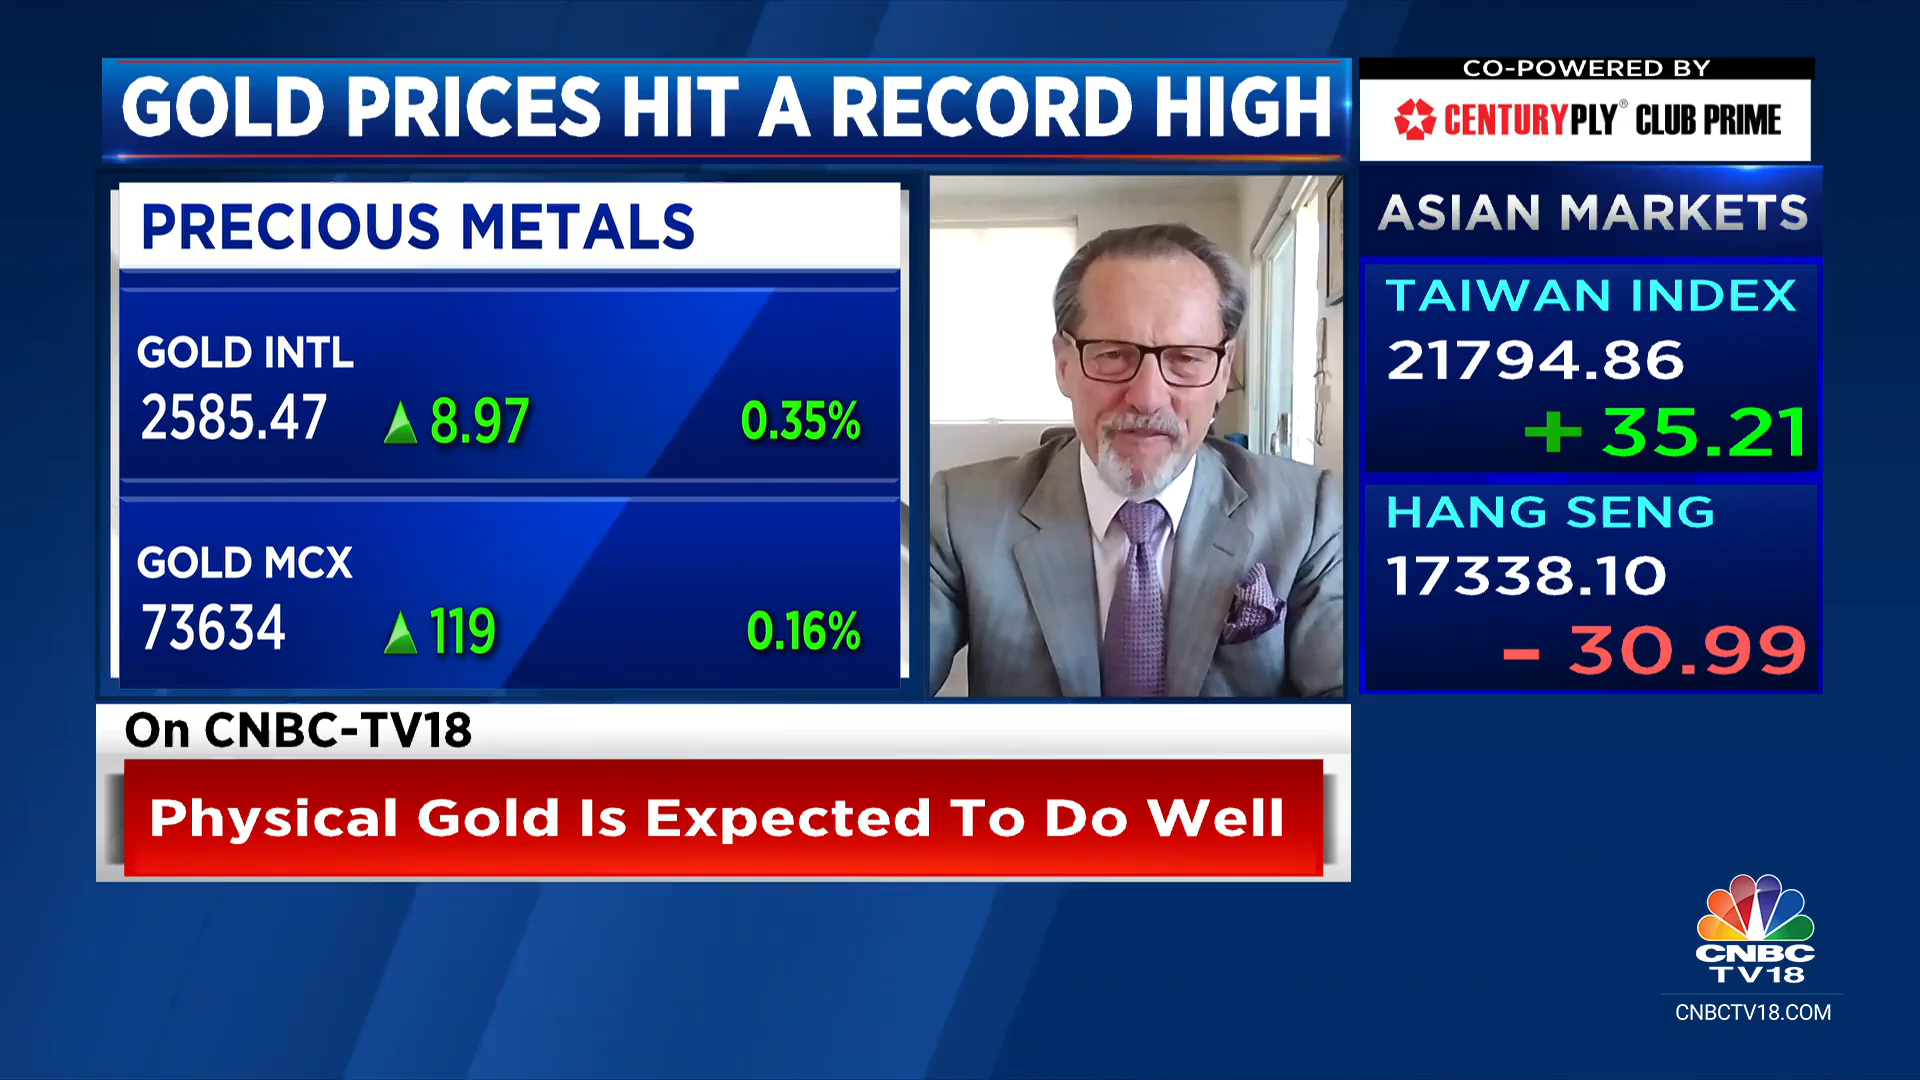 GOLD PRICES HIT A RECORD HIGH
CO-POWERED BY
CENTURYPLY® CLUB PRIME
PRECIOUS METALS
GOLD INTL
2585.47 ▲ 8.97 0.35%
GOLD MCX
73634 ▲ 119 0.16%
ASIAN MARKETS
TAIWAN INDEX
21794.86
+ 35.21
HANG SENG
17338.10
- 30.99
On CNBC-TV18
Physical Gold Is Expected To Do Well
CNBC
TV18
CNBCTV18.COM